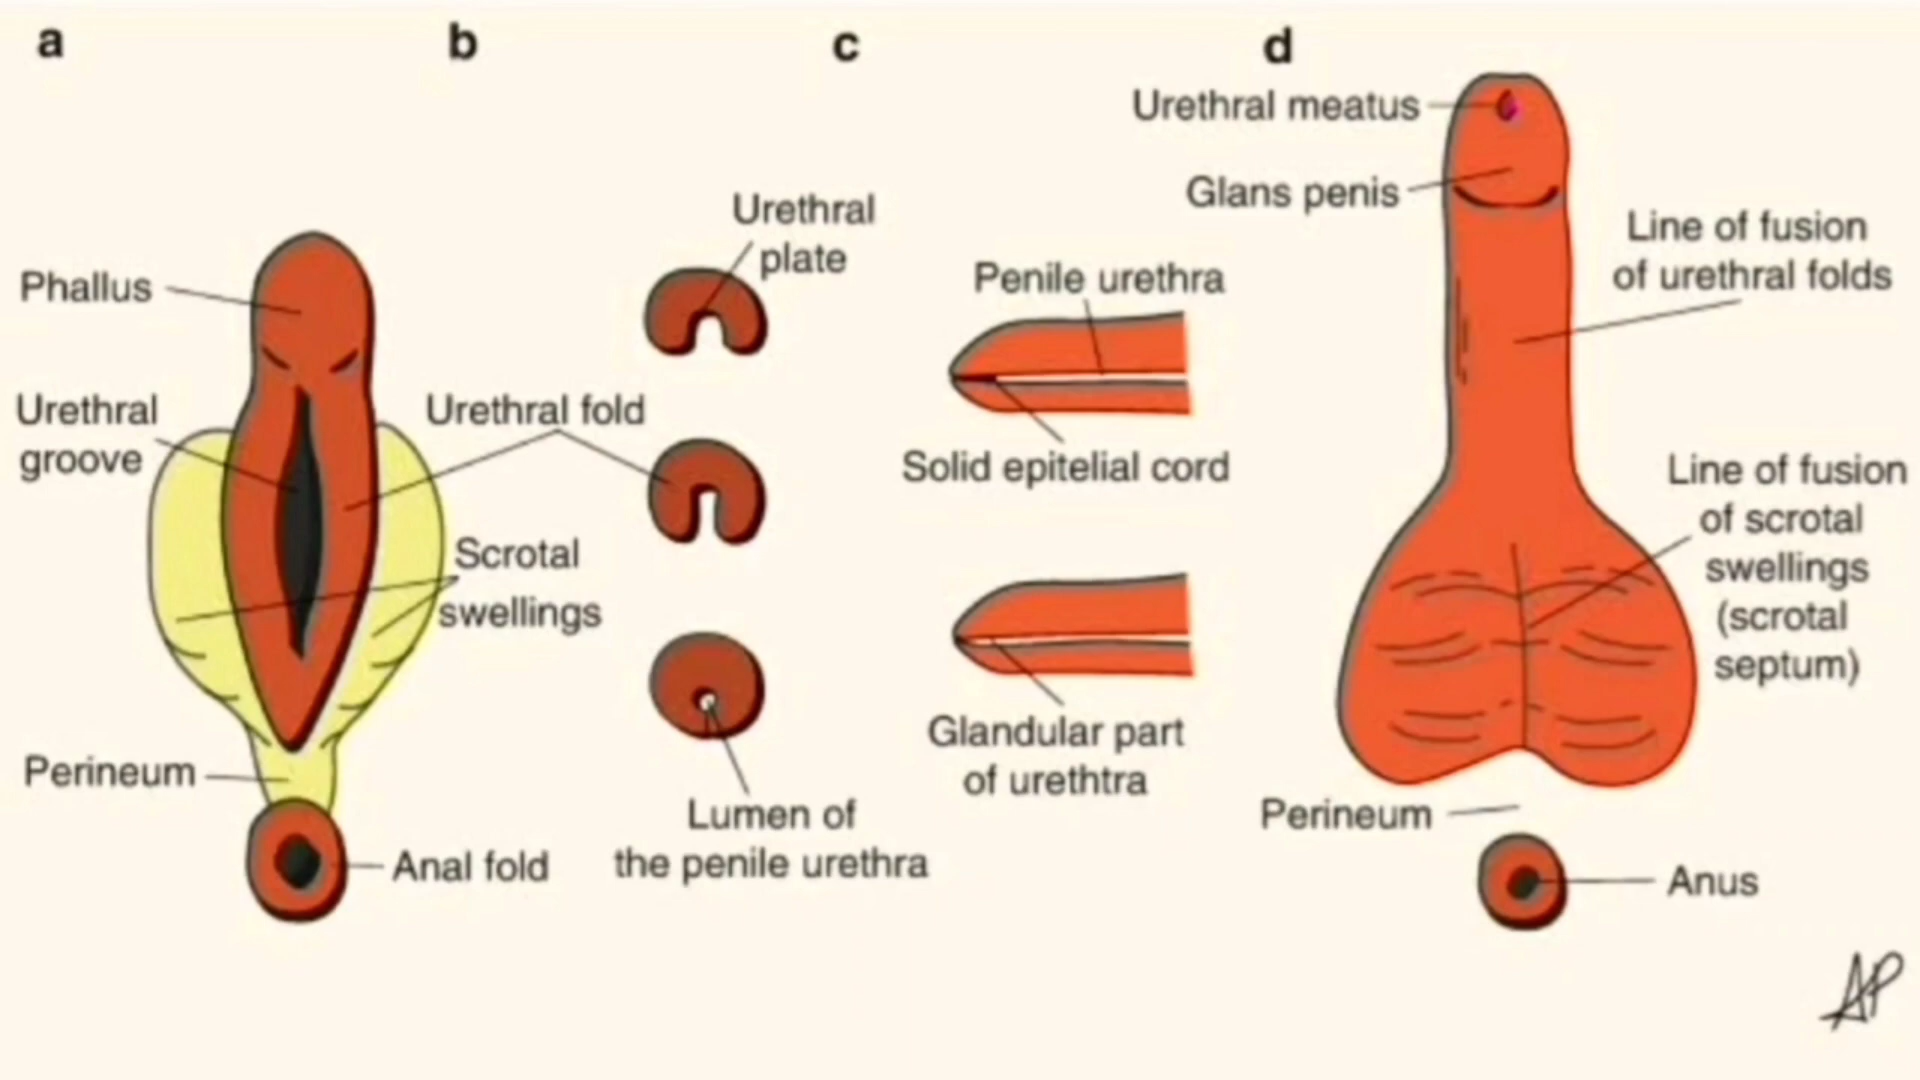 a
b
c
d
Phallus
Urethral
groove
Urethral fold
Scrotal
swellings
Perineum
Anal fold
Urethral
plate
Lumen of
the penile urethra
Penile urethra
Solid epitelial cord
Glandular part
of urethtra
Urethral meatus
Glans penis
Line of fusion
of urethral folds
Line of fusion
of scrotal
swellings
(scrotal
septum)
Perineum
Anus
AP